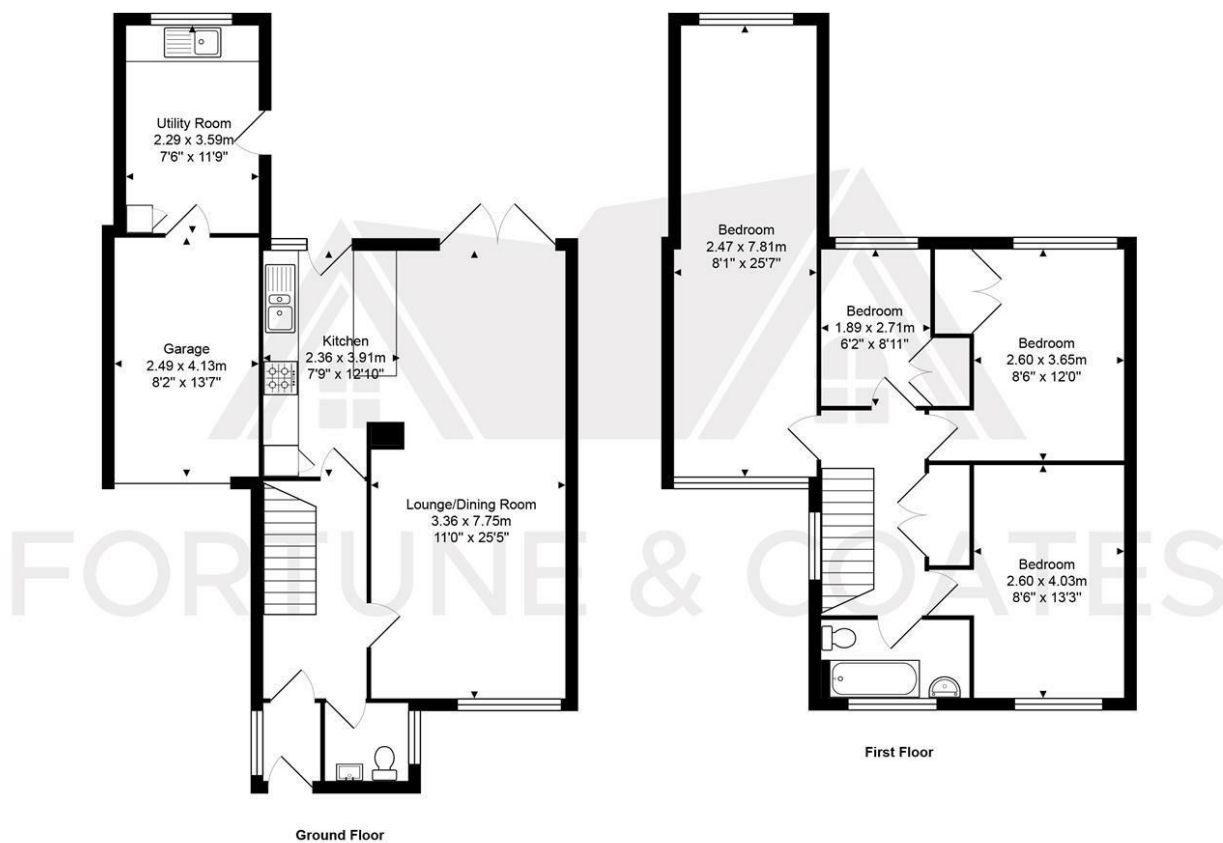 Utility Room
2.29 x 3.59m
7'6" x 11'9"
Garage
2.49 x 4.13m
8'2" x 13'7"
Kitchen
2.36 x 3.91m
7'9" x 12'10"
Lounge/Dining Room
3.36 x 7.75m
11'0" x 25'5"
Ground Floor
Bedroom
2.47 x 7.81m
8'1" x 25'7"
Bedroom
1.89 x 2.71m
6'2" x 8'11"
Bedroom
2.60 x 3.65m
8'6" x 12'0"
Bedroom
2.60 x 4.03m
8'6" x 13'3"
First Floor
FORTUNE & COATES